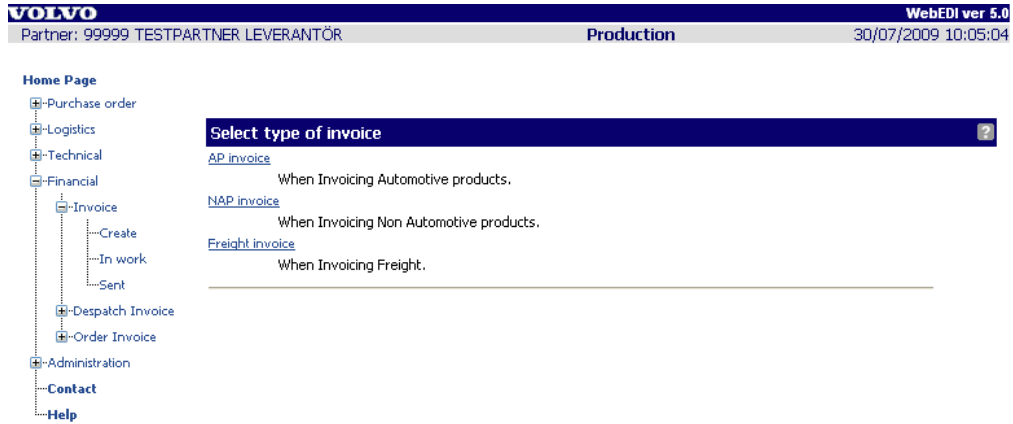 VOLVO WebEDI ver 5.0
Partner: 99999 TESTPARTNER LEVERANTÖR Production 30/07/2009 10:05:04
Home Page
Purchase order
Logistics
Technical
Financial
Invoice
Create
In work
Sent
Despatch Invoice
Order Invoice
Administration
Contact
Help
Select type of invoice ?
AP invoice
When Invoicing Automotive products.
NAP invoice
When Invoicing Non Automotive products.
Freight invoice
When Invoicing Freight.